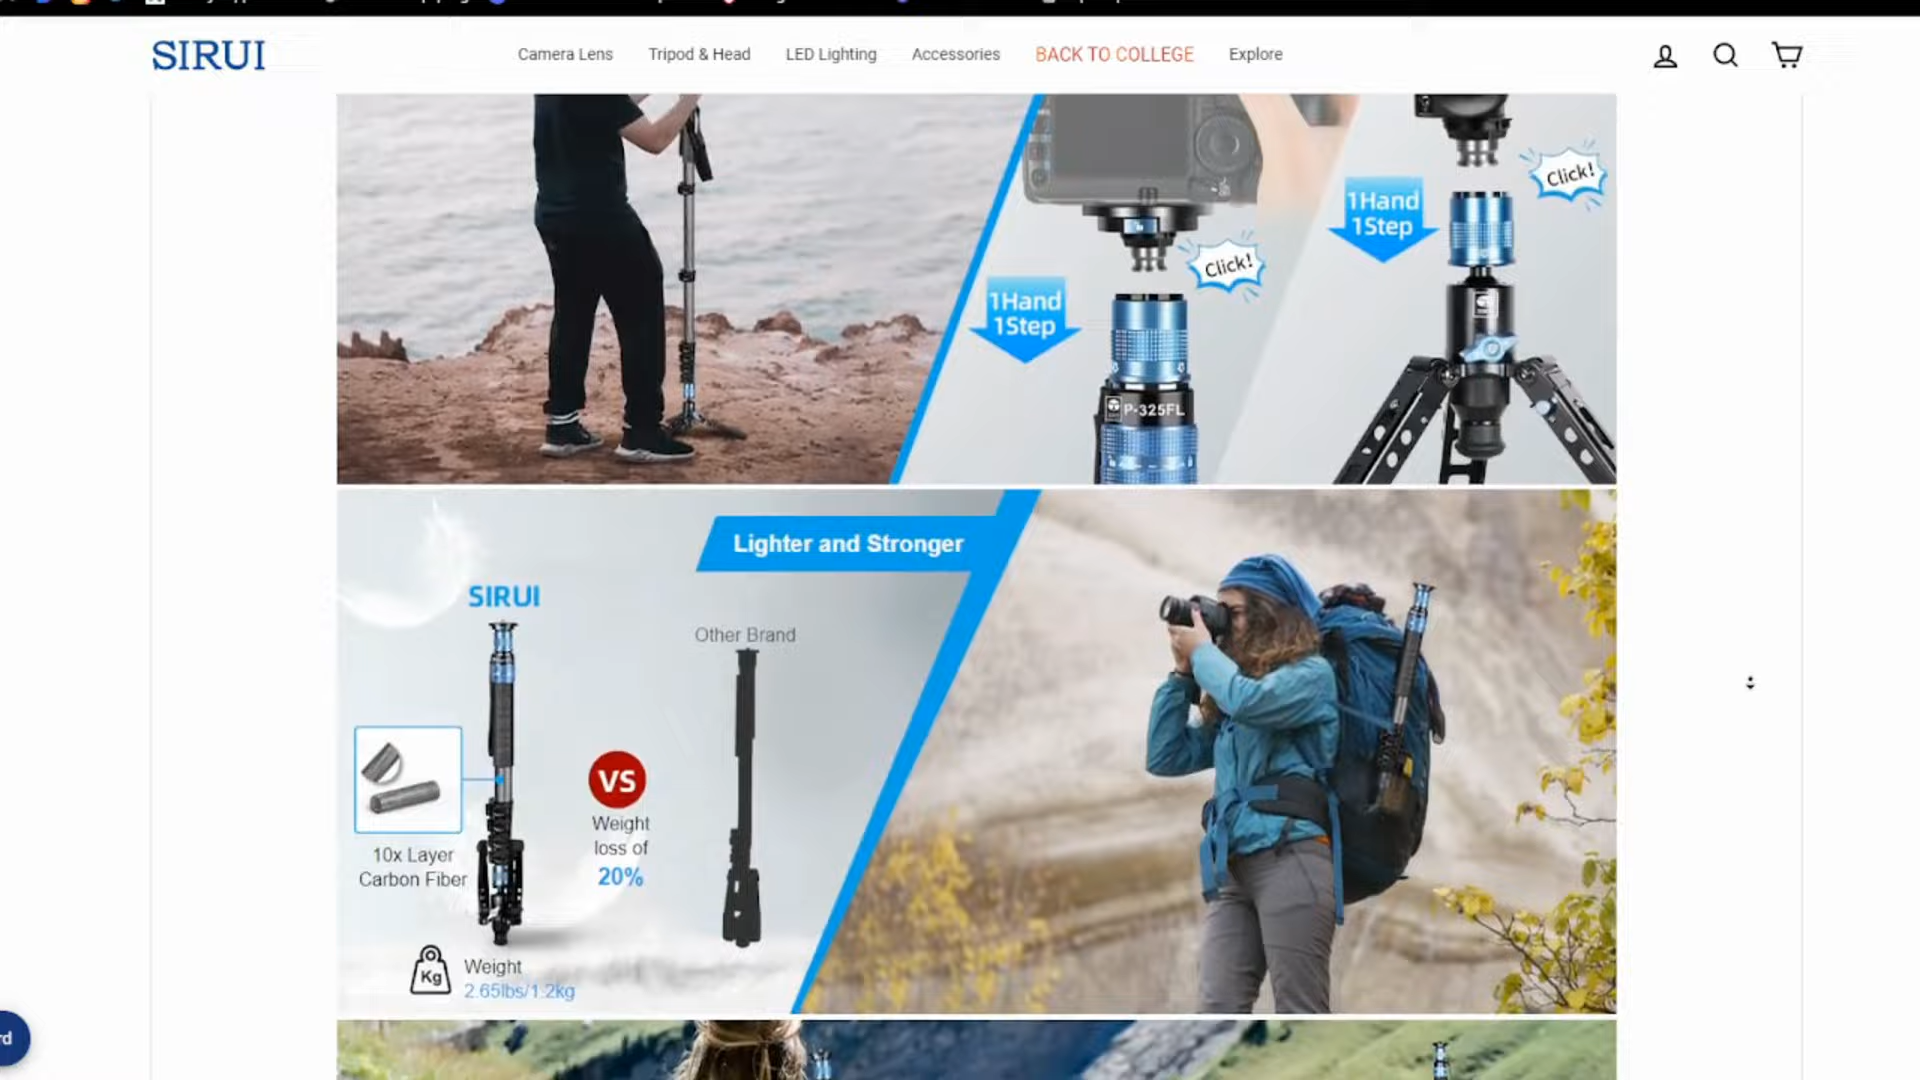 SIRUI
Camera Lens
Tripod & Head
LED Lighting
Accessories
BACK TO COLLEGE
Explore
Click!
1Hand
1Step
Click!
1Hand
1Step
P-325FL
Lighter and Stronger
SIRUI
Other Brand
VS
Weight
loss of
20%
10x Layer
Carbon Fiber
Kg
Weight
2.65lbs/1.2kg
rd